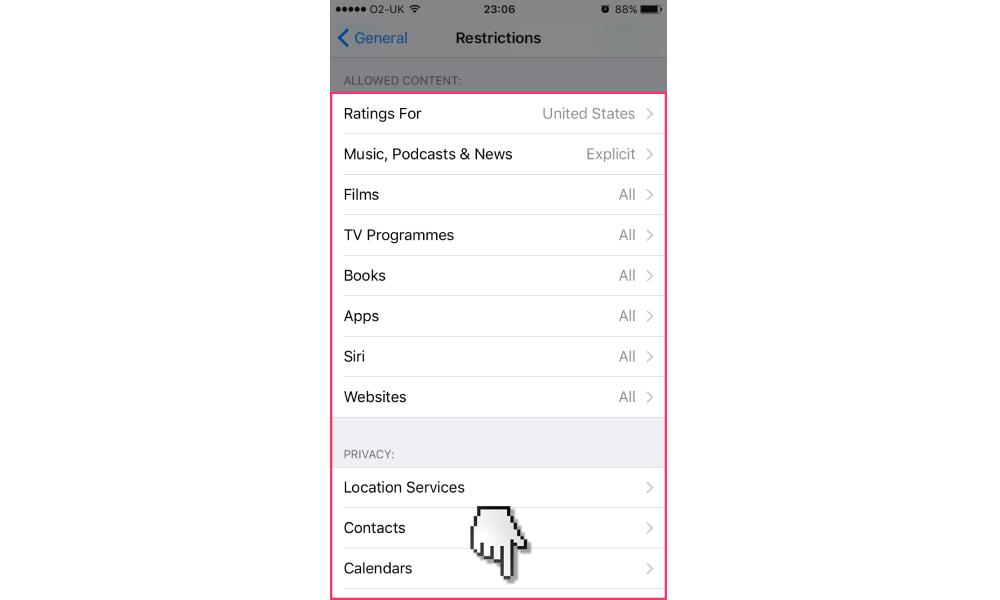 O2-UK 23:06 88%
General Restrictions
ALLOWED CONTENT:
Ratings For United States
Music, Podcasts & News Explicit
Films All
TV Programmes All
Books All
Apps All
Siri All
Websites All
PRIVACY:
Location Services
Contacts
Calendars